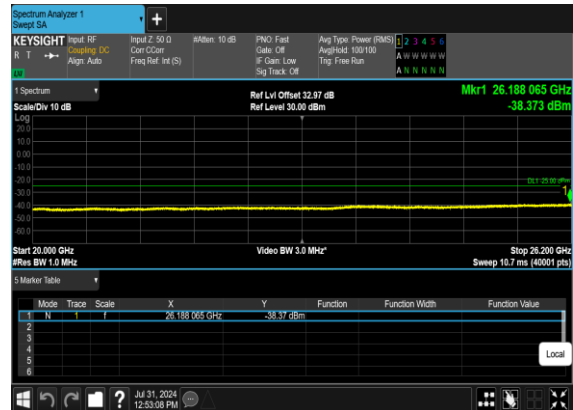 Spectrum Analyzer 1
Swept SA
+
KEYSIGHT Input: RF Input Z: 50 Ω #Atten: 10 dB PNO: Fast Avg Type: Power (RMS) 1 2 3 4 5 6
R T Coupling: DC Corr CCorr Gate: Off Avg|Hold: 100/100 A W W W W W
Align: Auto Freq Ref: Int (S) IF Gain: Low Trig: Free Run
Sig Track: Off A N N N N N
LW
1 Spectrum Ref Lvl Offset 32.97 dB Mkr1 26.188 065 GHz
Scale/Div 10 dB Ref Level 30.00 dBm -38.373 dBm
Log
20.0
10.0
0.00
-10.0
-20.0 DL1 -25.00 dBm
-30.0 1
-40.0
-50.0
-60.0
Start 20.000 GHz Video BW 3.0 MHz* Stop 26.200 GHz
#Res BW 1.0 MHz Sweep 10.7 ms (40001 pts)
5 Marker Table
Mode Trace Scale X Y Function Function Width Function Value
1 N 1 f 26.188 065 GHz -38.37 dBm
2
3
4
5
6
Local
? Jul 31, 2024
12:53:08 PM